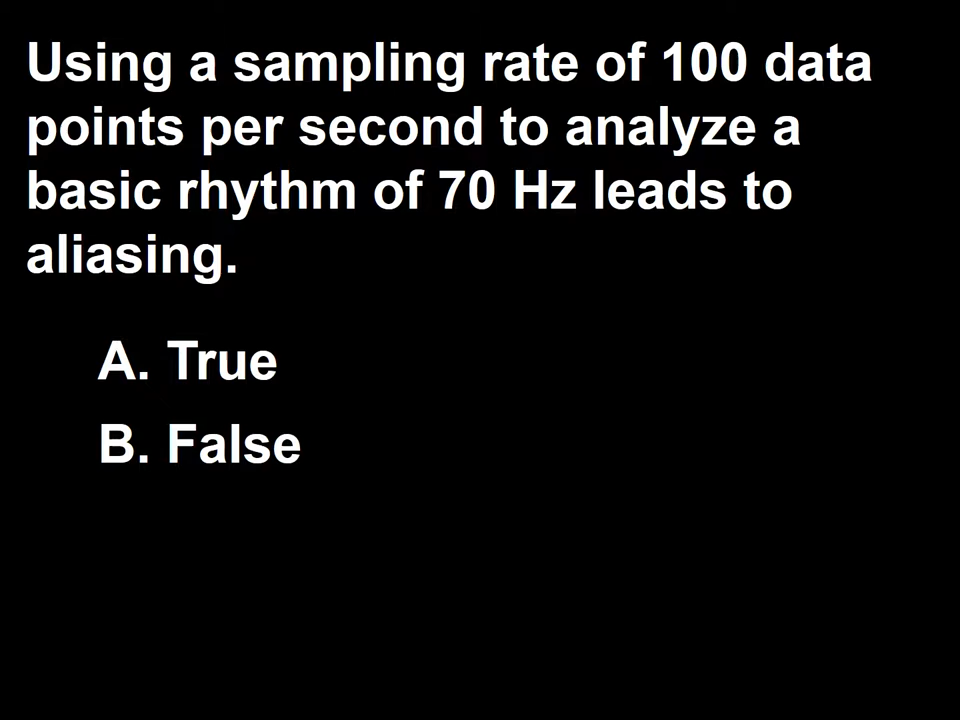 Using a sampling rate of 100 data
points per second to analyze a
basic rhythm of 70 Hz leads to
aliasing.
A. True
B. False